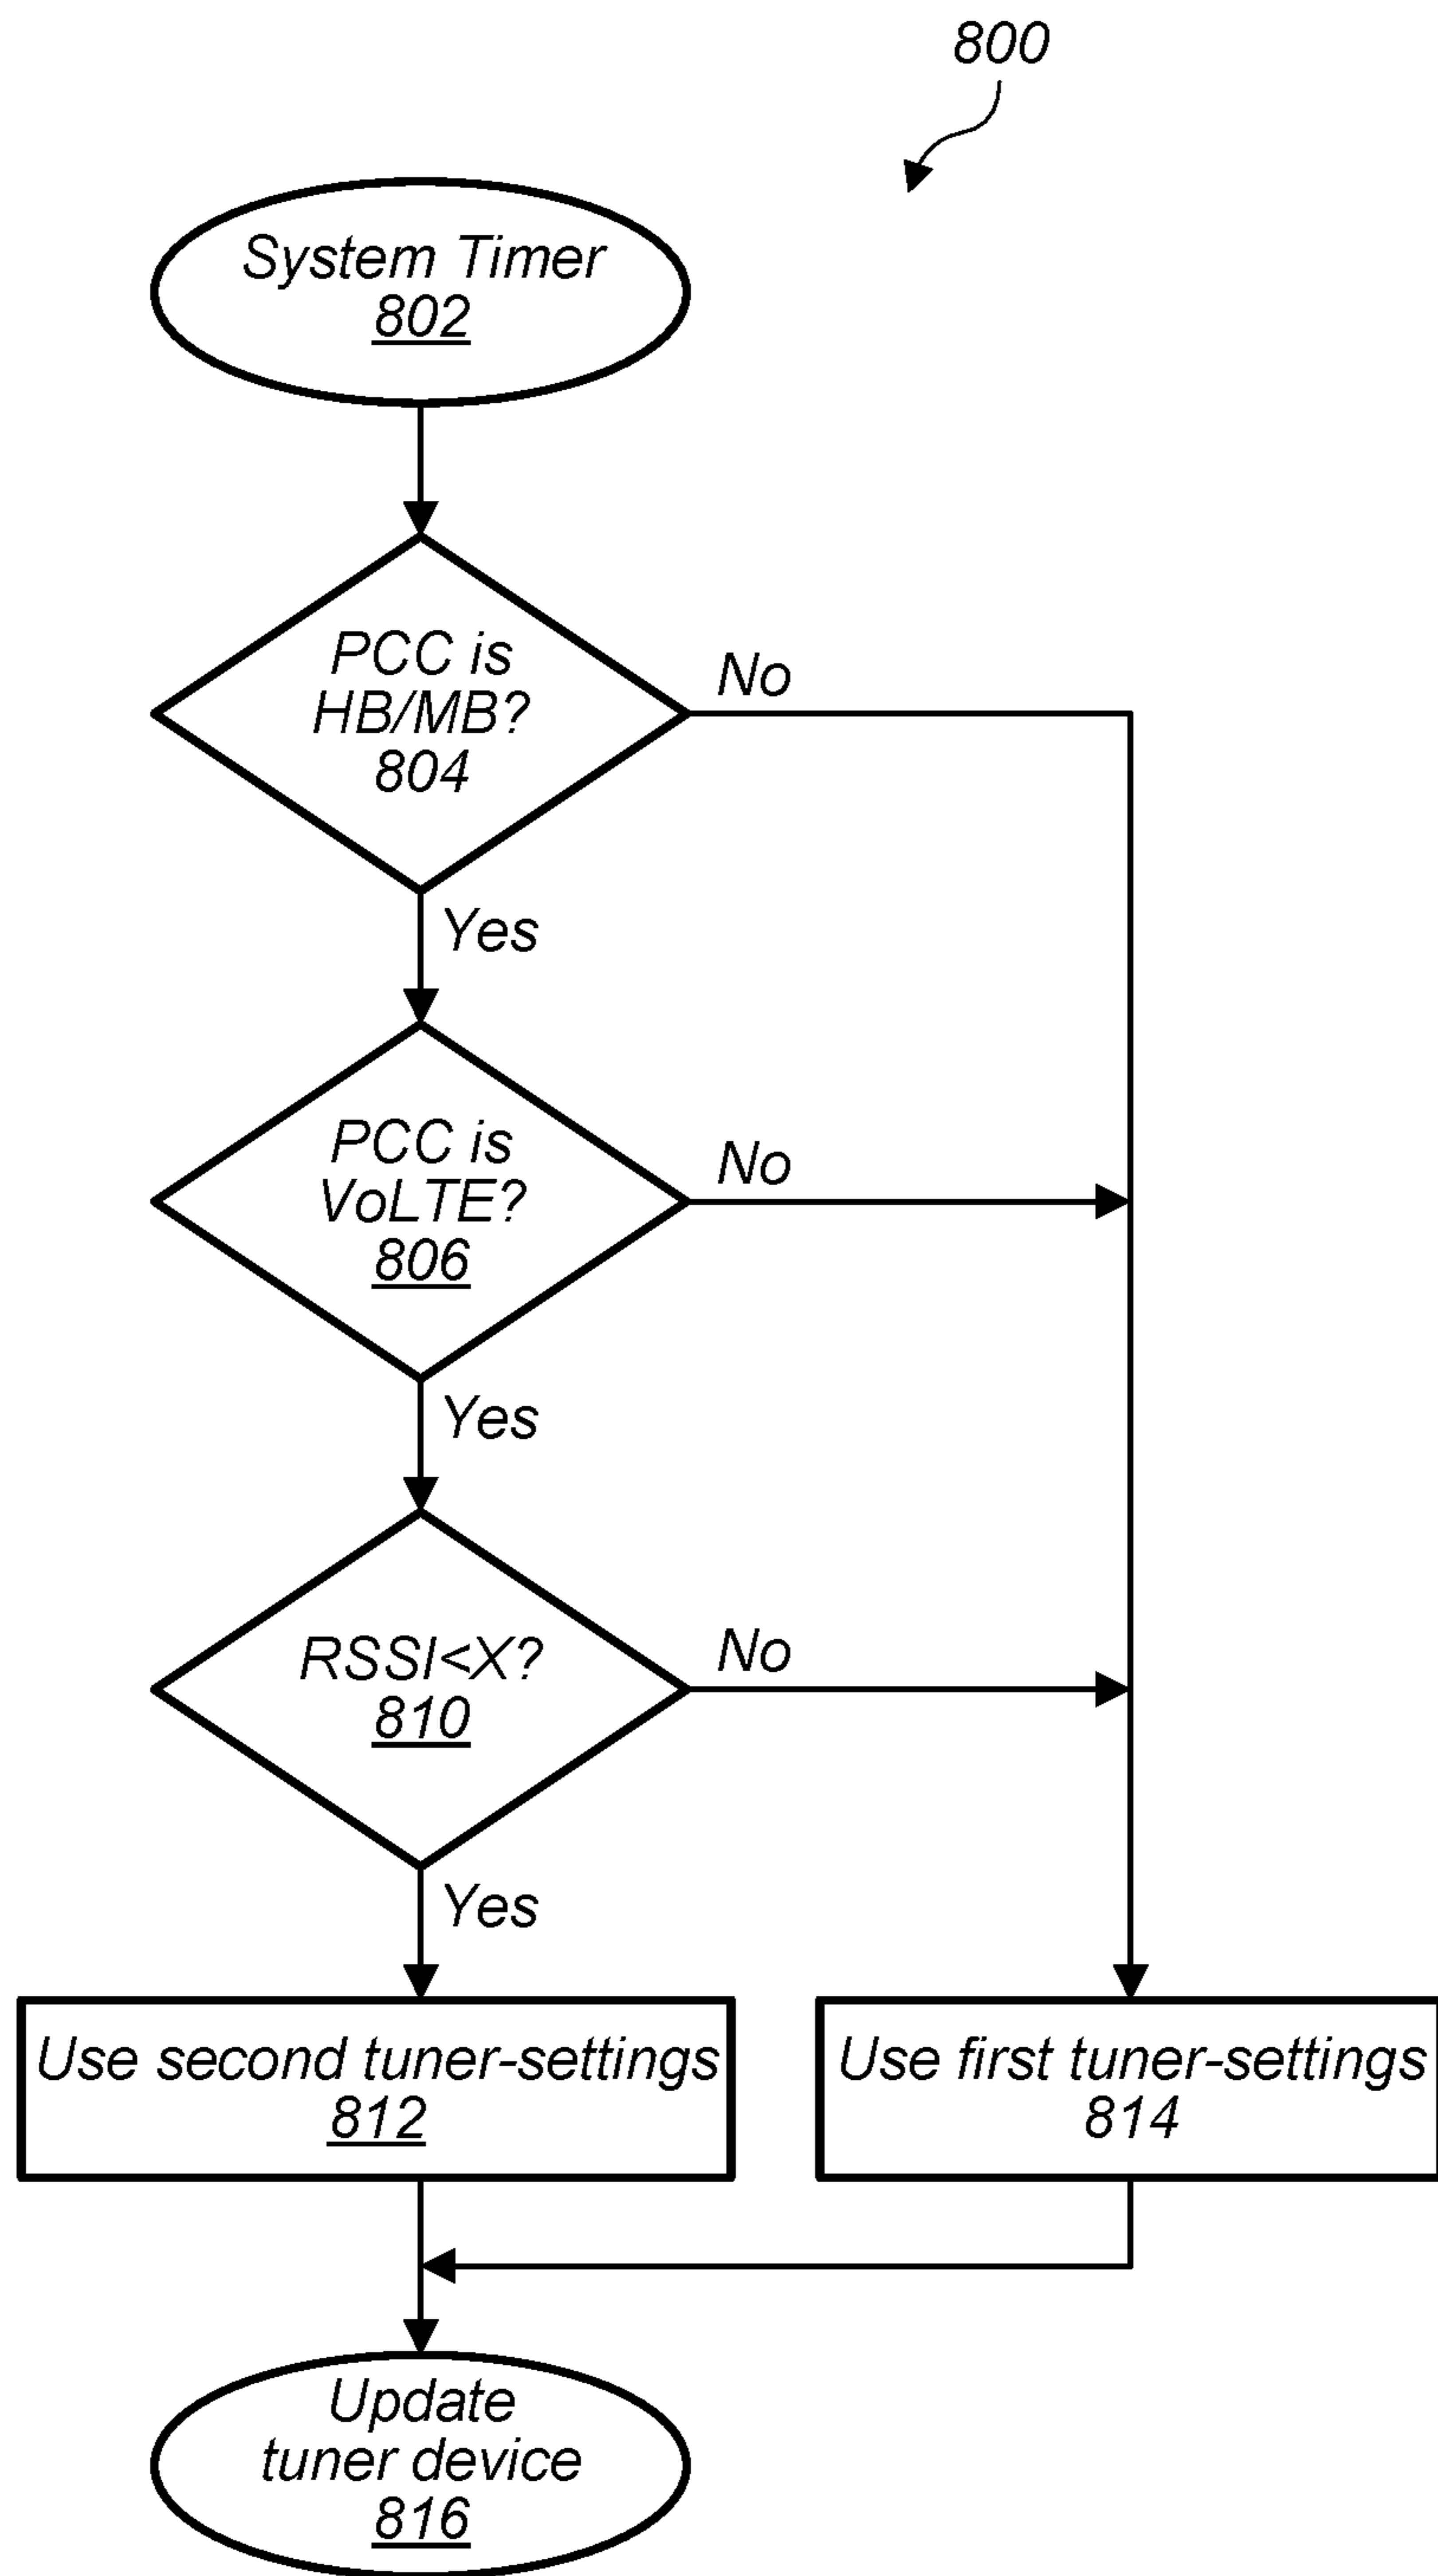 800
System Timer
802
PCC is
HB/MB?
804
No
Yes
PCC is
VoLTE?
806
No
Yes
RSSI<X?
810
No
Yes
Use second tuner-settings
812
Use first tuner-settings
814
Update
tuner device
816